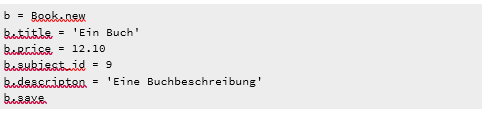 b = Book.new
b.title = 'Ein Buch'
b.price = 12.10
b.subject_id = 9
b.descripton = 'Eine Buchbeschreibung'
b.save